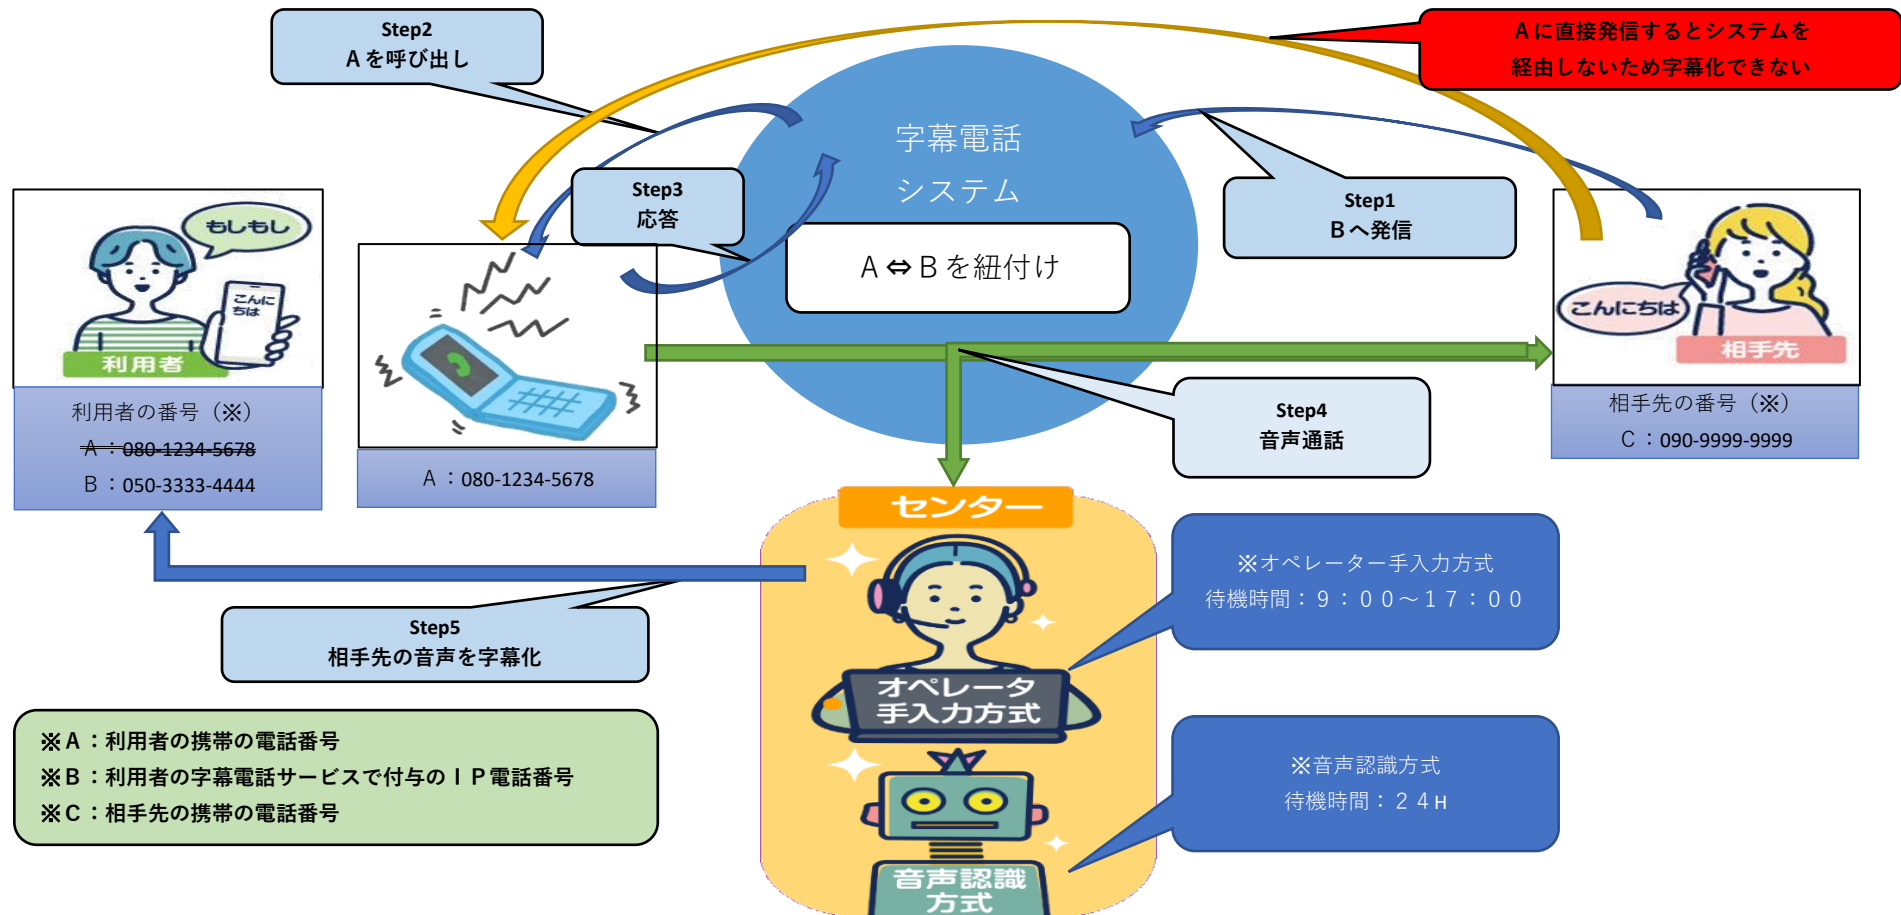 Step2
Aを呼び出し
Aに直接発信するとシステムを
経由しないため字幕化できない
字幕電話
システム
A⇔Bを紐付け
Step3
応答
Step1
Bへ発信
もしもし
こんに
ちは
利用者
利用者の番号（※）
A：080-1234-5678
B：050-3333-4444
A：080-1234-5678
こんにちは
相手先
相手先の番号（※）
C：090-9999-9999
Step4
音声通話
センター
オペレータ
手入力方式
音声認識
方式
※オペレーター手入力方式
待機時間：９：００～１７：００
※音声認識方式
待機時間：２４H
Step5
相手先の音声を字幕化
※A：利用者の携帯の電話番号
※B：利用者の字幕電話サービスで付与のＩＰ電話番号
※C：相手先の携帯の電話番号